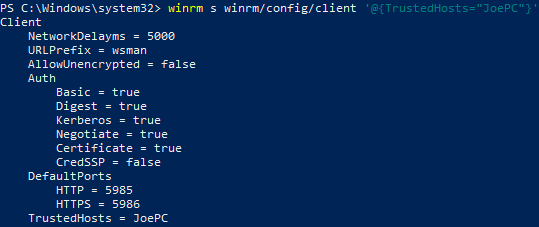 PS C:\Windows\system32> winrm s winrm/config/client '@{TrustedHosts="JoePC"}'
Client
    NetworkDelayms = 5000
    URLPrefix = wsman
    AllowUnencrypted = false
    Auth
        Basic = true
        Digest = true
        Kerberos = true
        Negotiate = true
        Certificate = true
        CredSSP = false
    DefaultPorts
        HTTP = 5985
        HTTPS = 5986
    TrustedHosts = JoePC